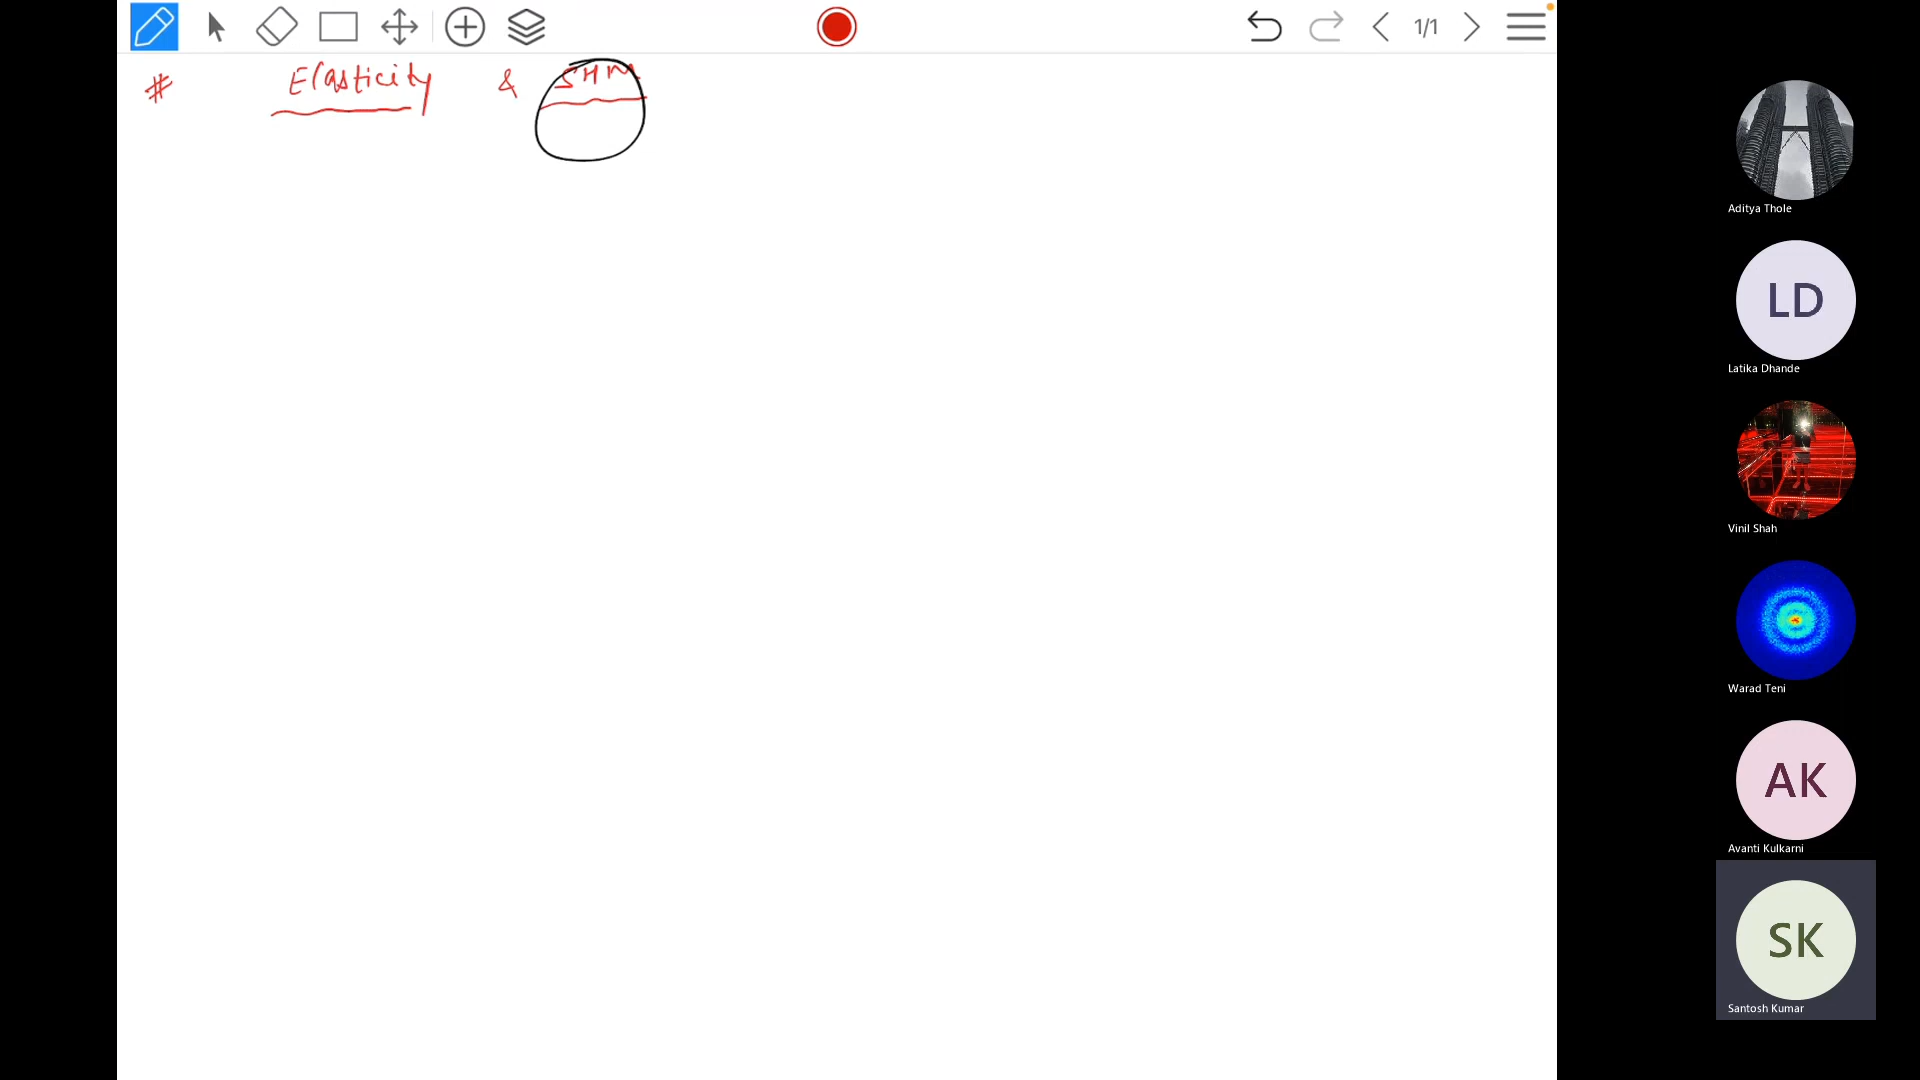 1/1
# Elasticity & SHM
Aditya Thole
LD
Latika Dhande
Vinil Shah
Warad Teni
AK
Avanti Kulkarni
SK
Santosh Kumar